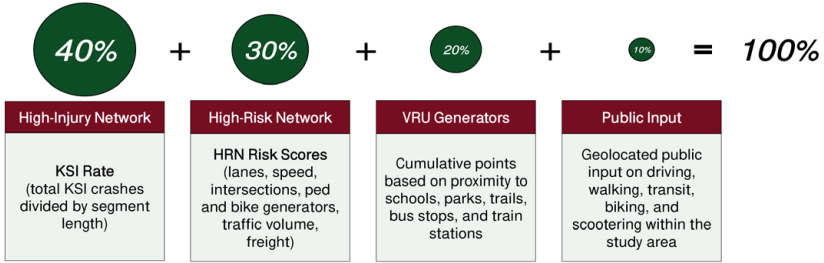 40% + 30% + 20% + 10% = 100%
High-Injury Network
KSI Rate
(total KSI crashes
divided by segment
length)
High-Risk Network
HRN Risk Scores
(lanes, speed,
intersections, ped
and bike generators,
traffic volume,
freight)
VRU Generators
Cumulative points
based on proximity to
schools, parks, trails,
bus stops, and train
stations
Public Input
Geolocated public
input on driving,
walking, transit,
biking, and
scootering within the
study area